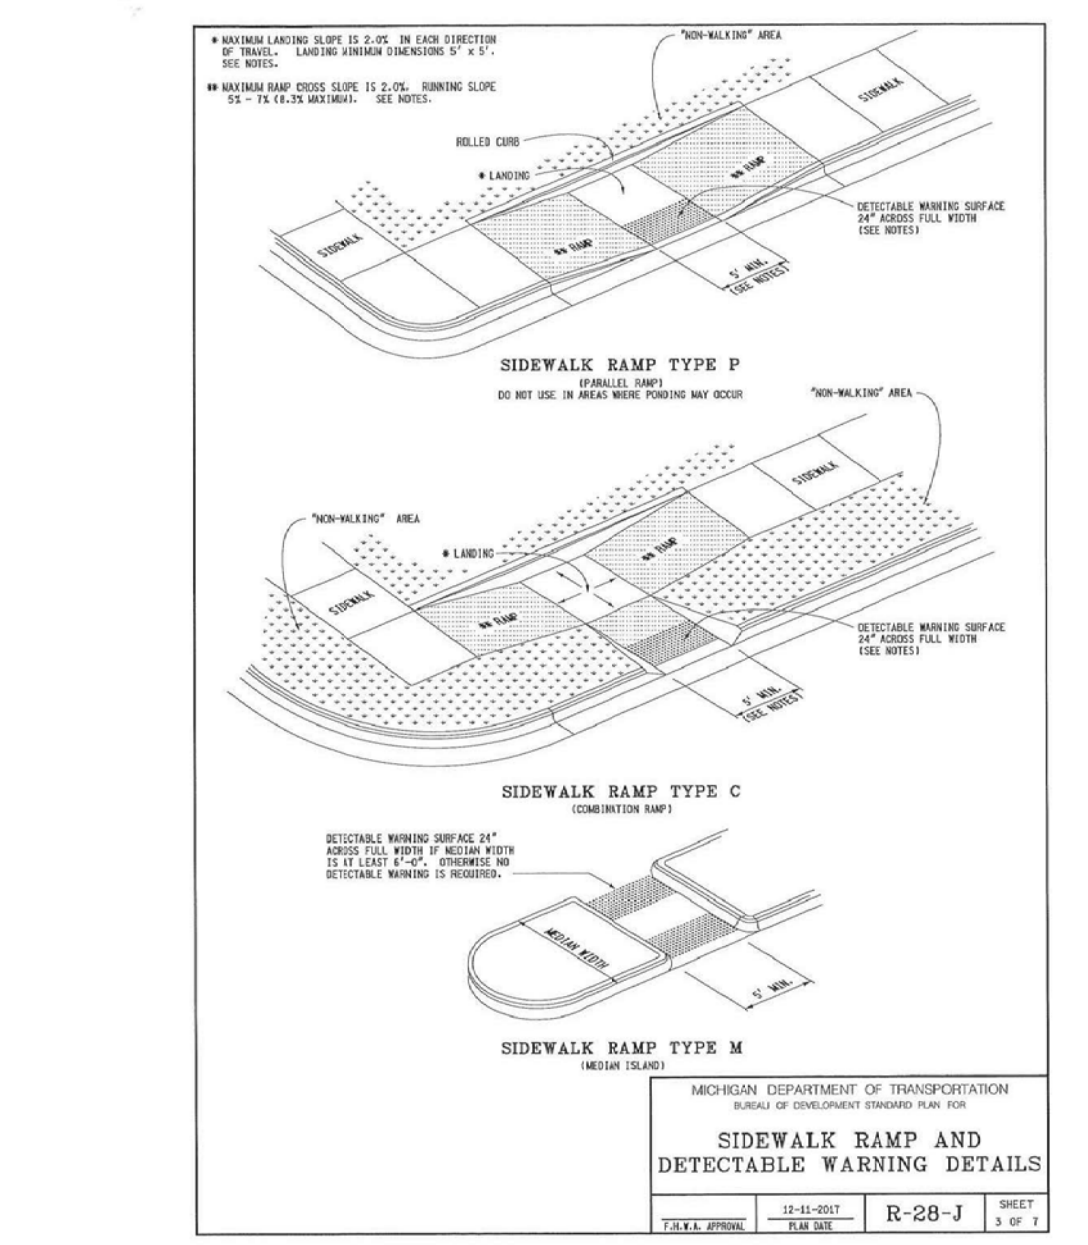 * MAXIMUM LANDING SLOPE IS 2.0% IN EACH DIRECTION
OF TRAVEL. LANDING MINIMUM DIMENSIONS 5' x 5'.
SEE NOTES.
** MAXIMUM RAMP CROSS SLOPE IS 2.0%. RUNNING SLOPE
5% - 7% (8.3% MAXIMUM). SEE NOTES.
"NON-WALKING" AREA
SIDEWALK
ROLLED CURB
* LANDING
** RAMP
DETECTABLE WARNING SURFACE
24" ACROSS FULL WIDTH
(SEE NOTES)
SIDEWALK
** RAMP
5' MIN.
(SEE NOTES)
SIDEWALK RAMP TYPE P
(PARALLEL RAMP)
DO NOT USE IN AREAS WHERE PONDING MAY OCCUR
"NON-WALKING" AREA
SIDEWALK
"NON-WALKING" AREA
* LANDING
** RAMP
SIDEWALK
** RAMP
DETECTABLE WARNING SURFACE
24" ACROSS FULL WIDTH
(SEE NOTES)
5' MIN.
(SEE NOTES)
SIDEWALK RAMP TYPE C
(COMBINATION RAMP)
DETECTABLE WARNING SURFACE 24"
ACROSS FULL WIDTH IF MEDIAN WIDTH
IS AT LEAST 6'-0". OTHERWISE NO
DETECTABLE WARNING IS REQUIRED.
MEDIAN WIDTH
5' MIN.
SIDEWALK RAMP TYPE M
(MEDIAN ISLAND)
MICHIGAN DEPARTMENT OF TRANSPORTATION
BUREAU OF DEVELOPMENT STANDARD PLAN FOR
SIDEWALK RAMP AND
DETECTABLE WARNING DETAILS
F.H.W.A. APPROVAL
12-11-2017
PLAN DATE
R-28-J
SHEET
3 OF 7